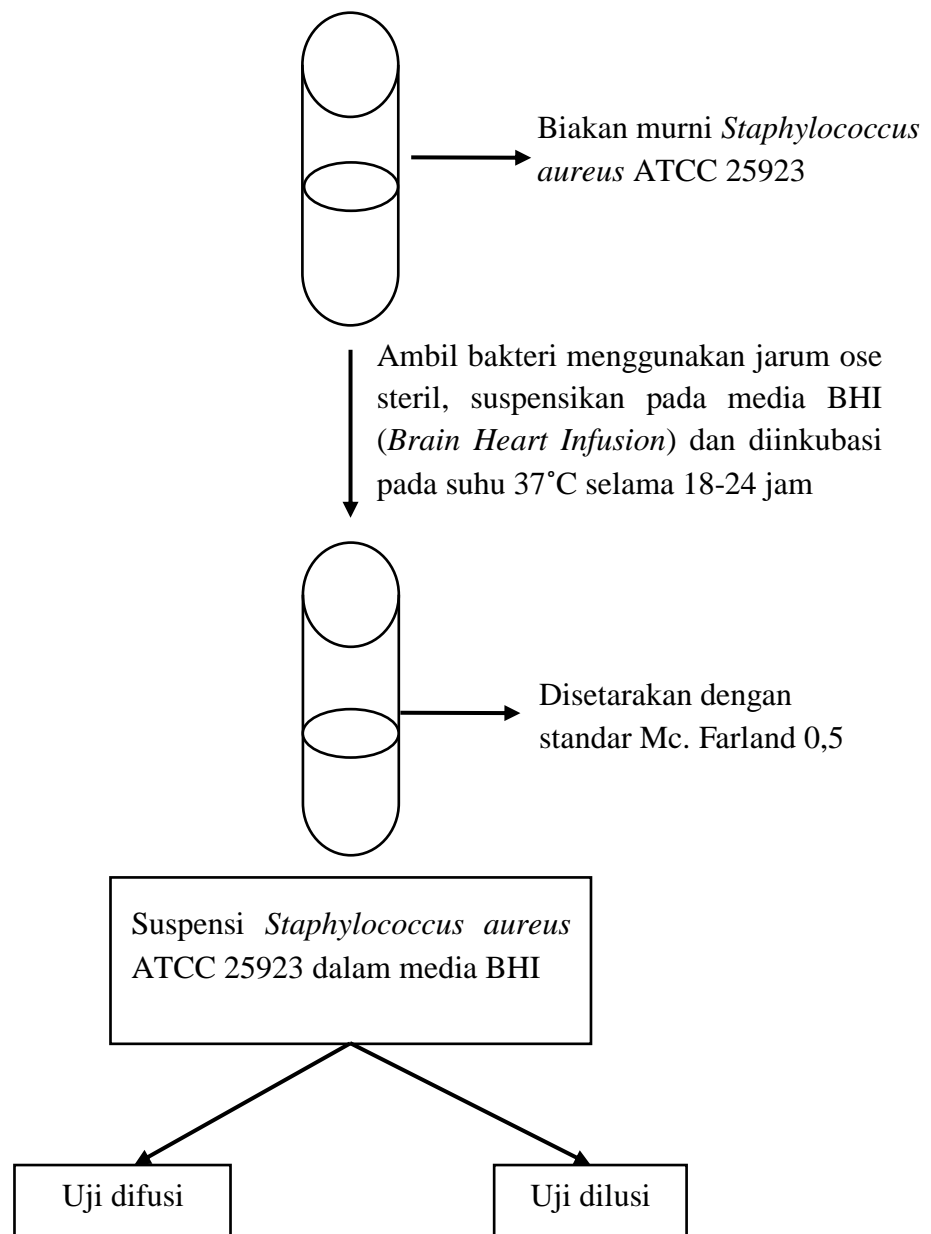 Biakan murni Staphylococcus
aureus ATCC 25923
Ambil bakteri menggunakan jarum ose
steril, suspensikan pada media BHI
(Brain Heart Infusion) dan diinkubasi
pada suhu 37˚C selama 18-24 jam
Disetarakan dengan
standar Mc. Farland 0,5
Suspensi Staphylococcus aureus
ATCC 25923 dalam media BHI
Uji difusi
Uji dilusi